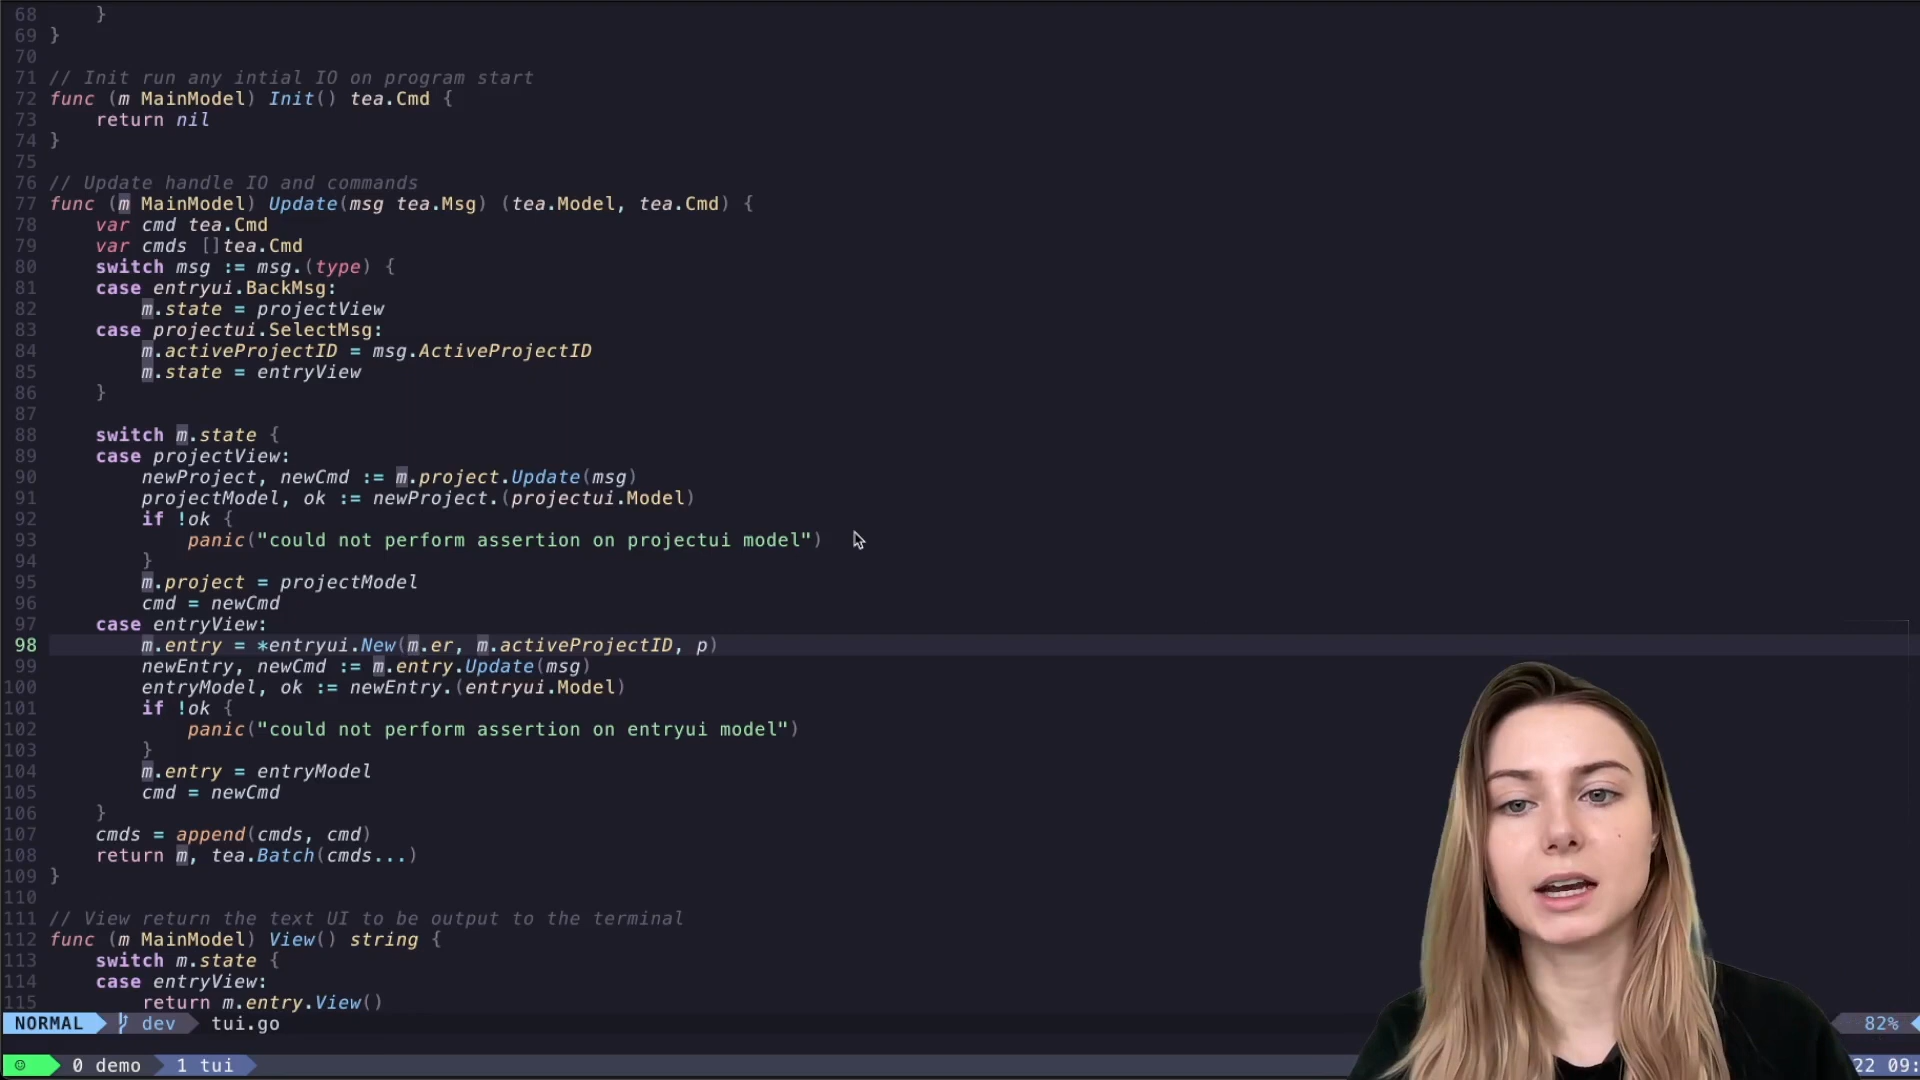 68     }
69 }
70
71 // Init run any intial IO on program start
72 func (m MainModel) Init() tea.Cmd {
73     return nil
74 }
75
76 // Update handle IO and commands
77 func (m MainModel) Update(msg tea.Msg) (tea.Model, tea.Cmd) {
78     var cmd tea.Cmd
79     var cmds []tea.Cmd
80     switch msg := msg.(type) {
81     case entryui.BackMsg:
82         m.state = projectView
83     case projectui.SelectMsg:
84         m.activeProjectID = msg.ActiveProjectID
85         m.state = entryView
86     }
87
88     switch m.state {
89     case projectView:
90         newProject, newCmd := m.project.Update(msg)
91         projectModel, ok := newProject.(projectui.Model)
92         if !ok {
93             panic("could not perform assertion on projectui model")
94         }
95         m.project = projectModel
96         cmd = newCmd
97     case entryView:
98         m.entry = *entryui.New(m.er, m.activeProjectID, p)
99         newEntry, newCmd := m.entry.Update(msg)
100         entryModel, ok := newEntry.(entryui.Model)
101         if !ok {
102             panic("could not perform assertion on entryui model")
103         }
104         m.entry = entryModel
105         cmd = newCmd
106     }
107     cmds = append(cmds, cmd)
108     return m, tea.Batch(cmds...)
109 }
110
111 // View return the text UI to be output to the terminal
112 func (m MainModel) View() string {
113     switch m.state {
114     case entryView:
115         return m.entry.View()
NORMAL dev tui.go 82%
0 demo 1 tui 22 09: